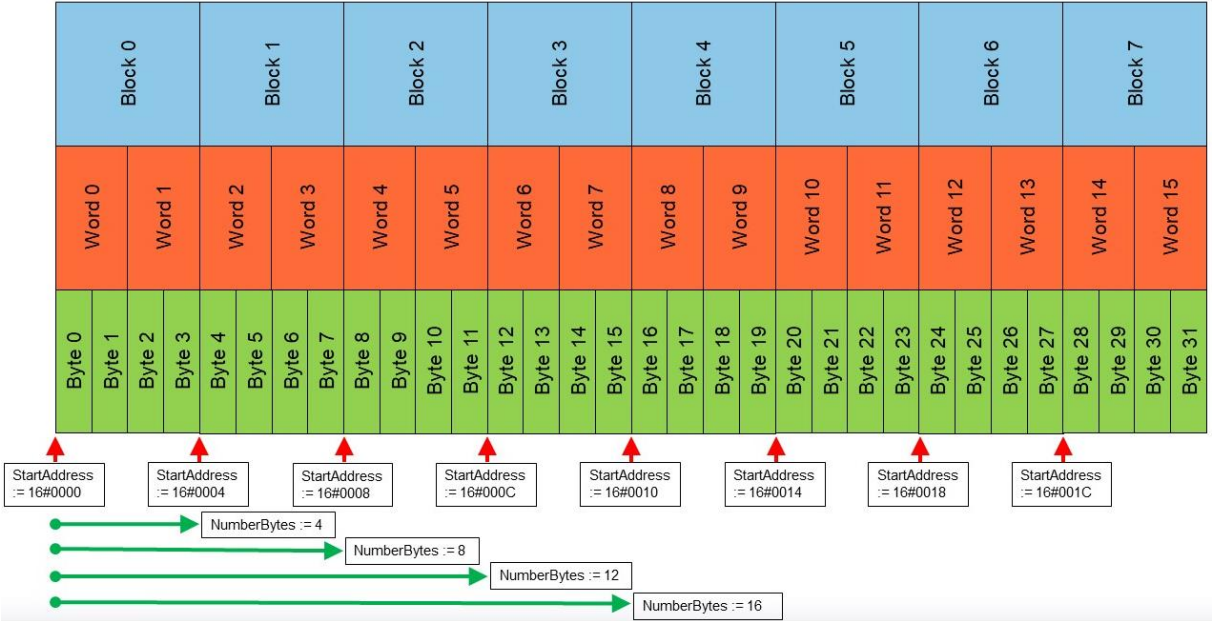 Block 0
Block 1
Block 2
Block 3
Block 4
Block 5
Block 6
Block 7
Word 0
Word 1
Word 2
Word 3
Word 4
Word 5
Word 6
Word 7
Word 8
Word 9
Word 10
Word 11
Word 12
Word 13
Word 14
Word 15
Byte 0
Byte 1
Byte 2
Byte 3
Byte 4
Byte 5
Byte 6
Byte 7
Byte 8
Byte 9
Byte 10
Byte 11
Byte 12
Byte 13
Byte 14
Byte 15
Byte 16
Byte 17
Byte 18
Byte 19
Byte 20
Byte 21
Byte 22
Byte 23
Byte 24
Byte 25
Byte 26
Byte 27
Byte 28
Byte 29
Byte 30
Byte 31
StartAddress
:= 16#0000
StartAddress
:= 16#0004
StartAddress
:= 16#0008
StartAddress
:= 16#000C
StartAddress
:= 16#0010
StartAddress
:= 16#0014
StartAddress
:= 16#0018
StartAddress
:= 16#001C
NumberBytes := 4
NumberBytes := 8
NumberBytes := 12
NumberBytes := 16